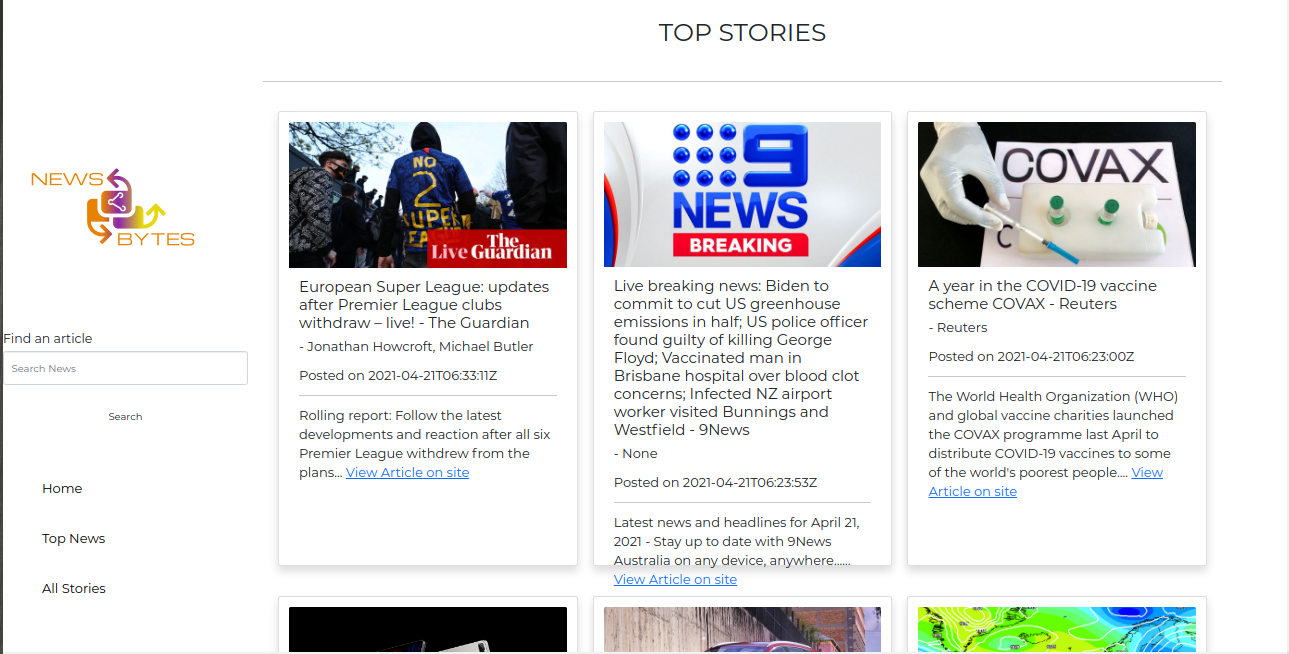 TOP STORIES
NEWS
BYTES
Find an article
Search News
Search
Home
Top News
All Stories
NO
2
SUPER
LEAGUE
The
Live Guardian
European Super League: updates
after Premier League clubs
withdraw – live! - The Guardian
- Jonathan Howcroft, Michael Butler
Posted on 2021-04-21T06:33:11Z
Rolling report: Follow the latest
developments and reaction after all six
Premier League withdrew from the
plans... View Article on site
9
NEWS
BREAKING
Live breaking news: Biden to
commit to cut US greenhouse
emissions in half; US police officer
found guilty of killing George
Floyd; Vaccinated man in
Brisbane hospital over blood clot
concerns; Infected NZ airport
worker visited Bunnings and
Westfield - 9News
- None
Posted on 2021-04-21T06:23:53Z
Latest news and headlines for April 21,
2021 - Stay up to date with 9News
Australia on any device, anywhere......
View Article on site
COVAX
C
A year in the COVID-19 vaccine
scheme COVAX - Reuters
- Reuters
Posted on 2021-04-21T06:23:00Z
The World Health Organization (WHO)
and global vaccine charities launched
the COVAX programme last April to
distribute COVID-19 vaccines to some
of the world's poorest people.... View
Article on site